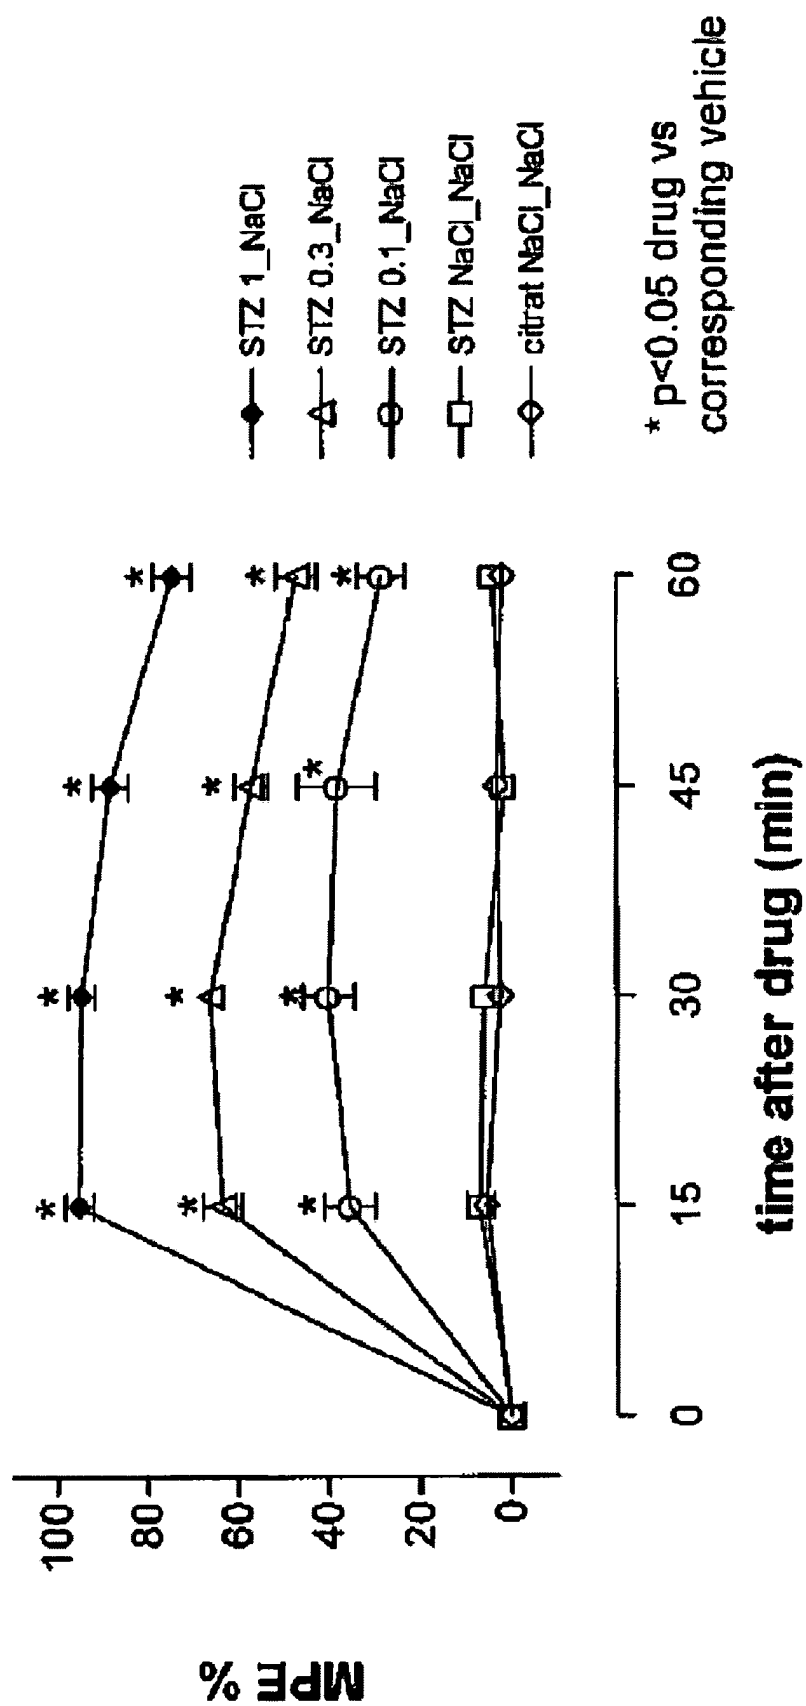 MPE %
100
80
60
40
20
0
0 15 30 45 60
time after drug (min)
* * * *
* * * *
* * * *
STZ 1_NaCl
STZ 0.3_NaCl
STZ 0.1_NaCl
STZ NaCl_NaCl
citrat NaCl_NaCl
* p<0.05 drug vs
corresponding vehicle